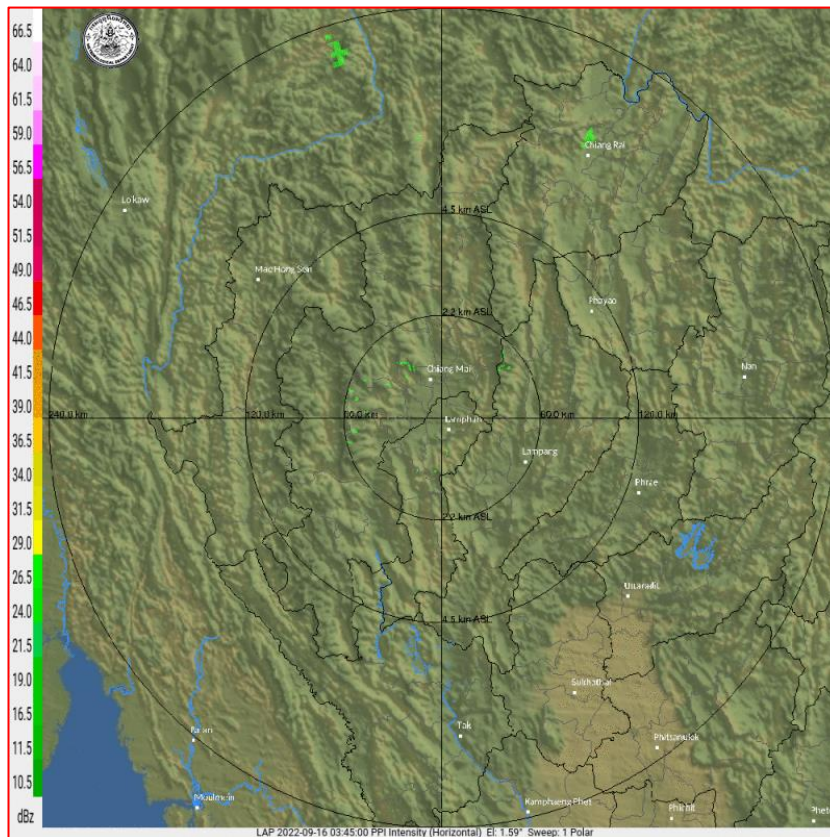 66.5
64.0
61.5
59.0
56.5
54.0
51.5
49.0
46.5
44.0
41.5
39.0
36.5
34.0
31.5
29.0
26.5
24.0
21.5
19.0
16.5
14.0
11.5
10.5
dBz
Chiang Rai
Loikaw
4.5 km ASL
Mae Hong Son
Phayao
2.2 km ASL
Chiang Mai
Nan
240.0 km
120.0 km
60.0 km
60.0 km
120.0 km
Lamphun
Lampang
Phrae
2.2 km ASL
Uttaradit
4.5 km ASL
Sukhothai
Tak
Phitsanulok
Moulmein
Kamphaeng Phet
Phichit
LAP 2022-09-16 03:45:00 PPI Intensity (Horizontal) El: 1.59° Sweep: 1 Polar